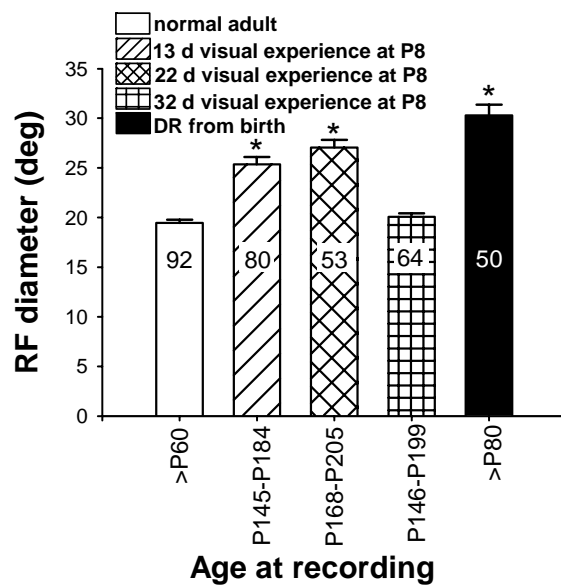 normal adult
13 d visual experience at P8
22 d visual experience at P8
32 d visual experience at P8
DR from birth
RF diameter (deg)
35
30
25
20
15
10
5
0
*
*
*
92
80
53
64
50
>P60
P145-P184
P168-P205
P146-P199
>P80
Age at recording